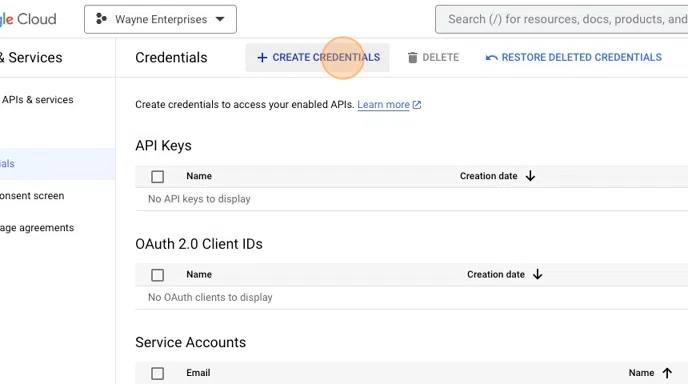 gle Cloud
Wayne Enterprises
Search (/) for resources, docs, products, and
& Services
Credentials
+ CREATE CREDENTIALS
DELETE
RESTORE DELETED CREDENTIALS
APIs & services
Create credentials to access your enabled APIs. Learn more
API Keys
Name
Creation date
No API keys to display
ials
onsent screen
age agreements
OAuth 2.0 Client IDs
Name
Creation date
No OAuth clients to display
Service Accounts
Email
Name